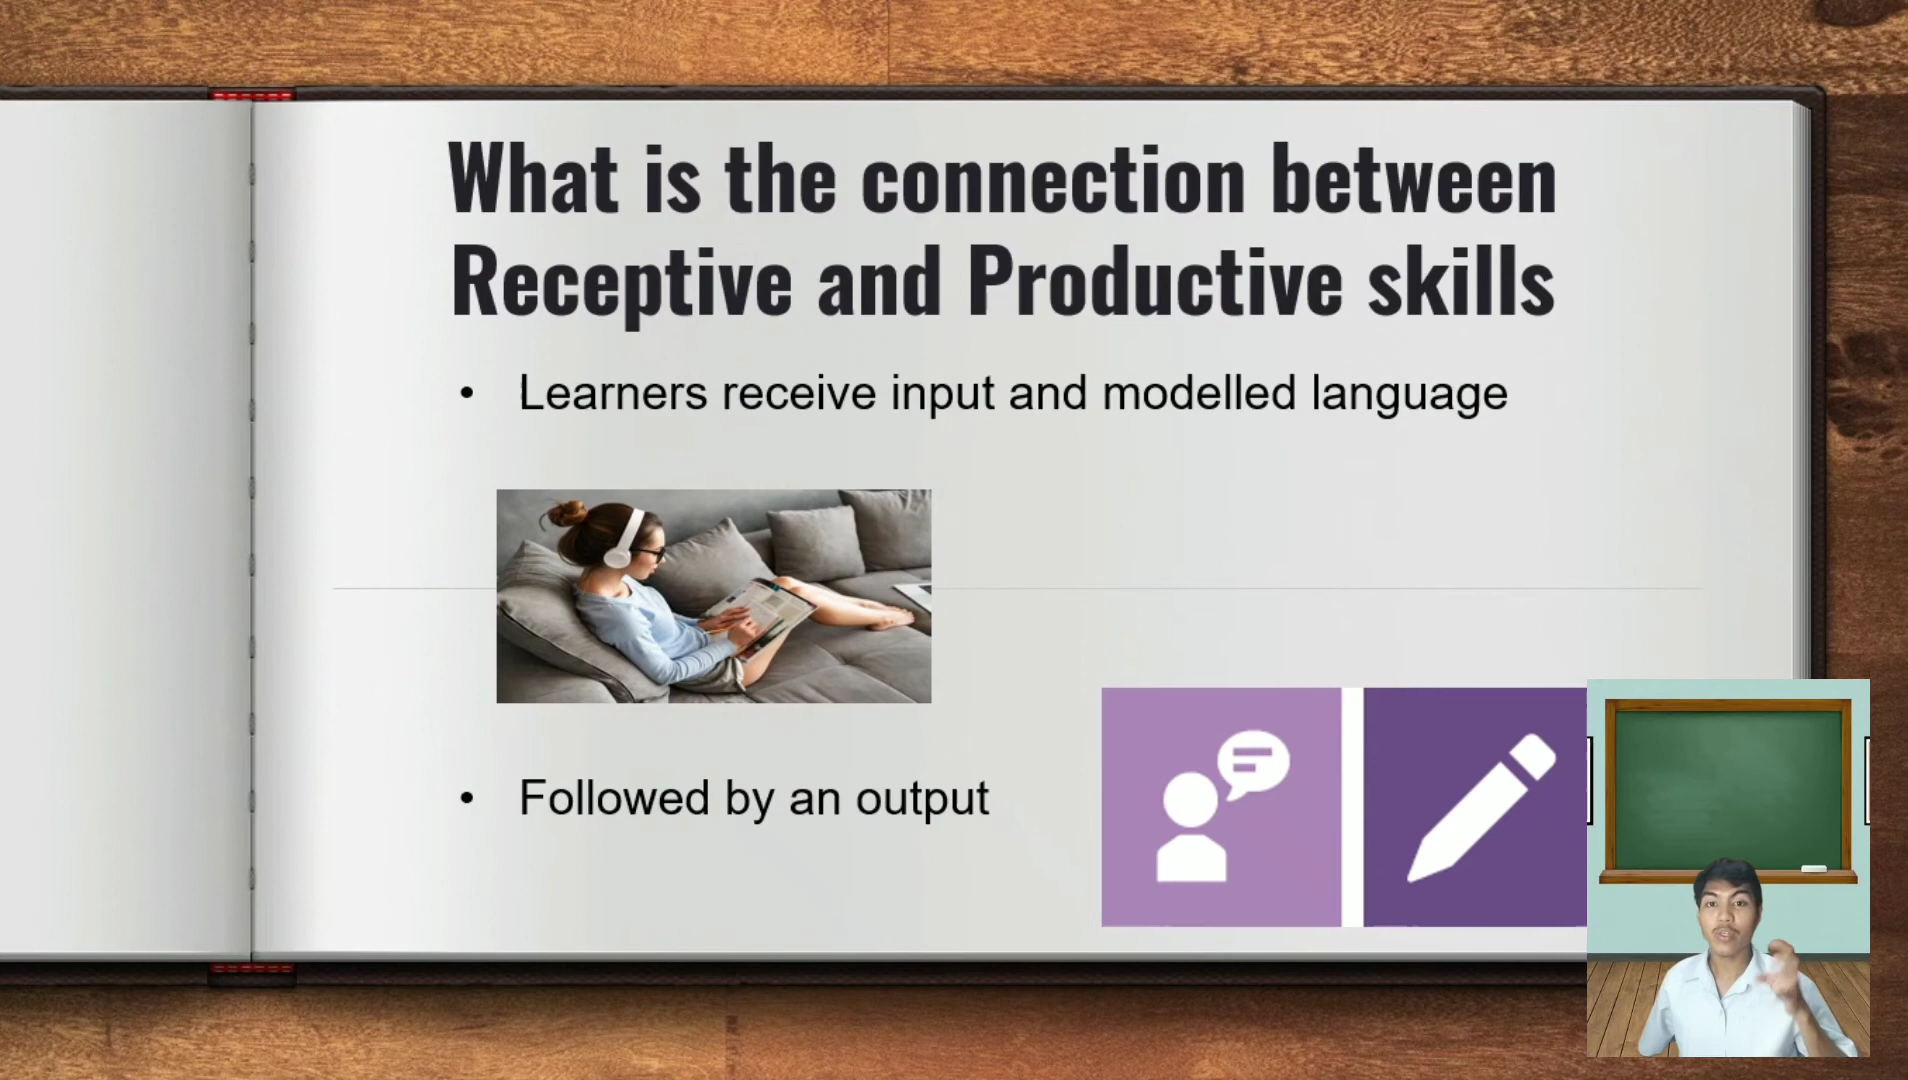 What is the connection between
Receptive and Productive skills
• Learners receive input and modelled language
• Followed by an output